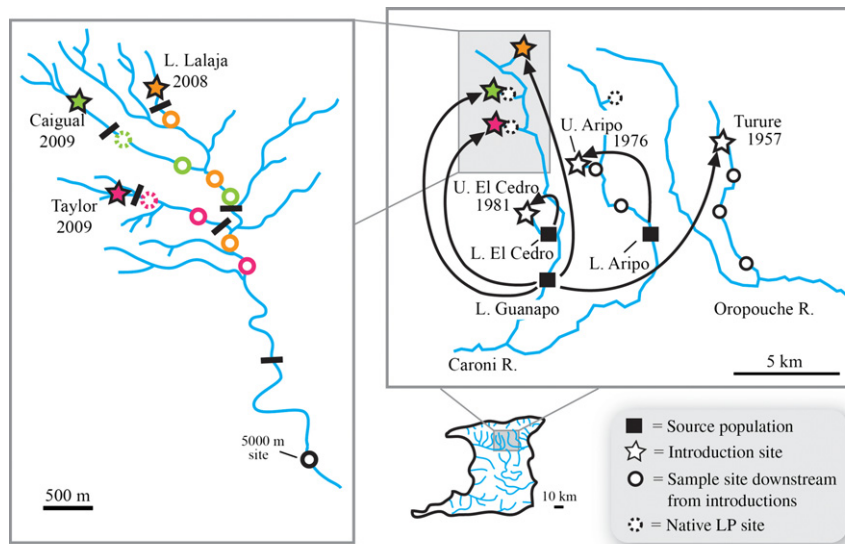 L. Lalaja
2008
Caigual
2009
Taylor
2009
5000 m
site
500 m
U. Aripo
1976
Turure
1957
U. El Cedro
1981
L. El Cedro
L. Aripo
L. Guanapo
Oropouche R.
Caroni R.
5 km
10 km
= Source population
= Introduction site
= Sample site downstream
from introductions
= Native LP site